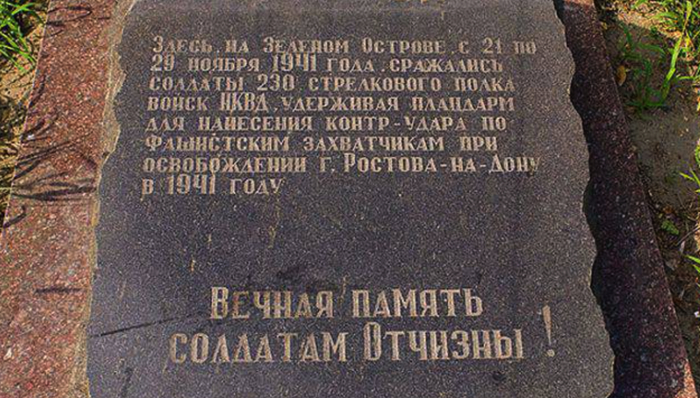 Здесь, на Зеленом Острове, с 21 по
29 ноября 1941 года, сражались
солдаты 230 стрелкового полка
войск НКВД, удерживая пландарм
для нанесения контр-удара по
фашистским захватчикам при
освобождении г. Ростова-на-Дону
в 1941 году
Вечная память
солдатам Отчизны !